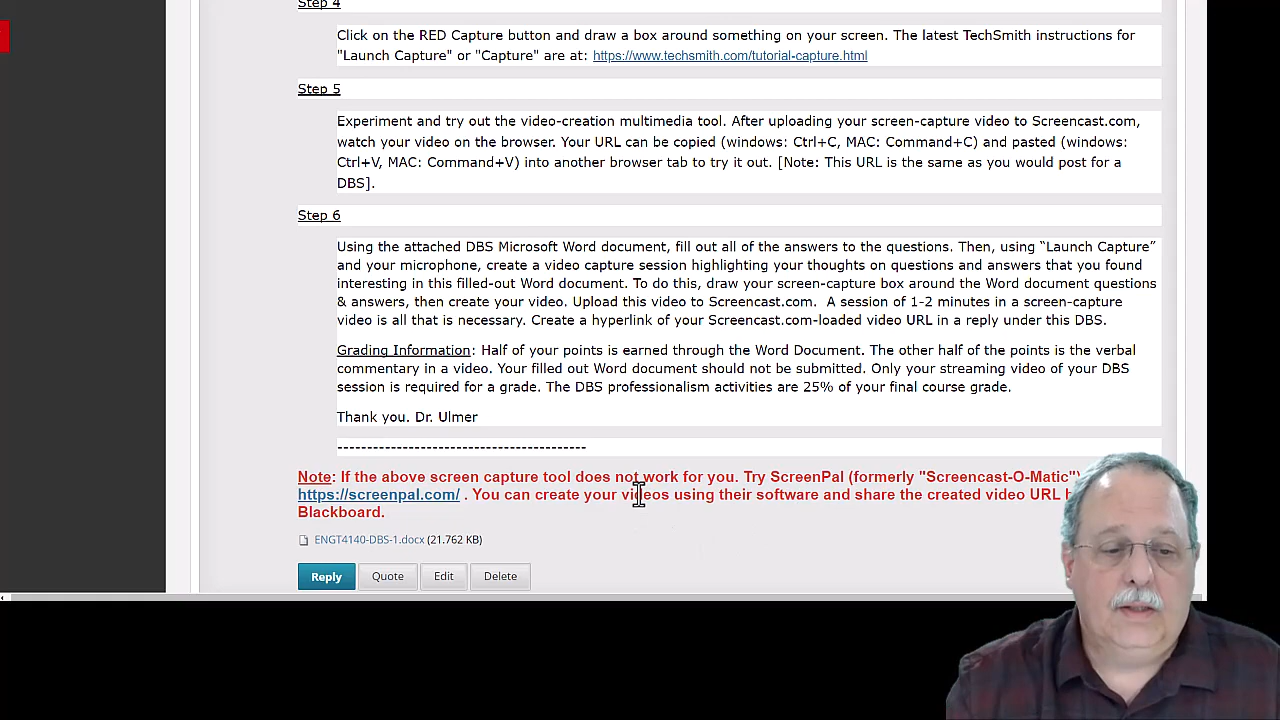 Step 4
Click on the RED Capture button and draw a box around something on your screen. The latest TechSmith instructions for
"Launch Capture" or "Capture" are at: https://www.techsmith.com/tutorial-capture.html
Step 5
Experiment and try out the video-creation multimedia tool. After uploading your screen-capture video to Screencast.com,
watch your video on the browser. Your URL can be copied (windows: Ctrl+C, MAC: Command+C) and pasted (windows:
Ctrl+V, MAC: Command+V) into another browser tab to try it out. [Note: This URL is the same as you would post for a
DBS].
Step 6
Using the attached DBS Microsoft Word document, fill out all of the answers to the questions. Then, using “Launch Capture”
and your microphone, create a video capture session highlighting your thoughts on questions and answers that you found
interesting in this filled-out Word document. To do this, draw your screen-capture box around the Word document questions
& answers, then create your video. Upload this video to Screencast.com. A session of 1-2 minutes in a screen-capture
video is all that is necessary. Create a hyperlink of your Screencast.com-loaded video URL in a reply under this DBS.
Grading Information: Half of your points is earned through the Word Document. The other half of the points is the verbal
commentary in a video. Your filled out Word document should not be submitted. Only your streaming video of your DBS
session is required for a grade. The DBS professionalism activities are 25% of your final course grade.
Thank you. Dr. Ulmer
------------------------------------------
Note: If the above screen capture tool does not work for you. Try ScreenPal (formerly "Screencast-O-Matic")
https://screenpal.com/ . You can create your videos using their software and share the created video URL
Blackboard.
ENGT4140-DBS-1.docx (21.762 KB)
Reply Quote Edit Delete